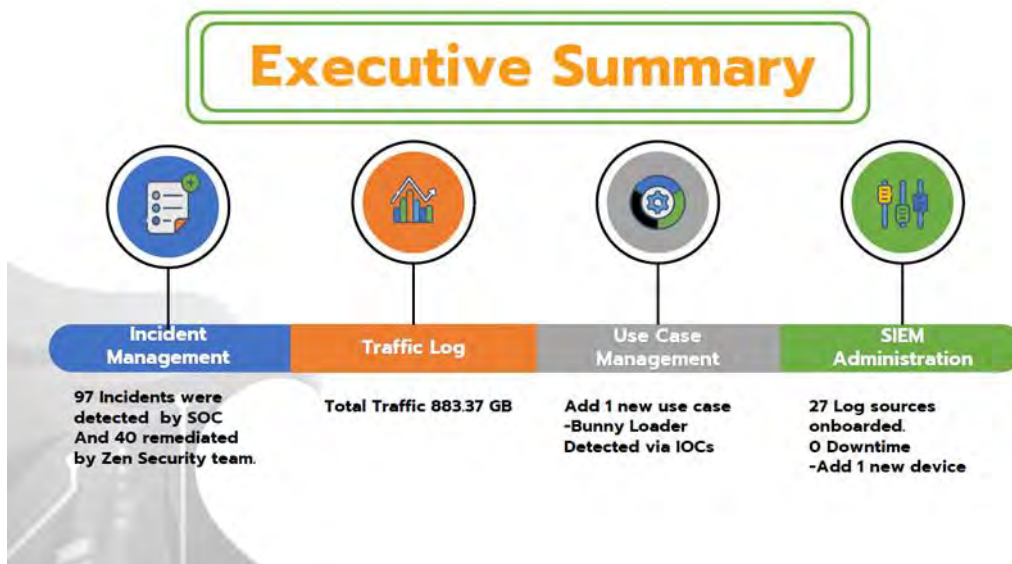 Executive Summary
Incident
Management
Traffic Log
Use Case
Management
SIEM
Administration
97 Incidents were
detected by SOC
And 40 remediated
by Zen Security team.
Total Traffic 883.37 GB
Add 1 new use case
-Bunny Loader
Detected via IOCs
27 Log sources
onboarded.
0 Downtime
-Add 1 new device